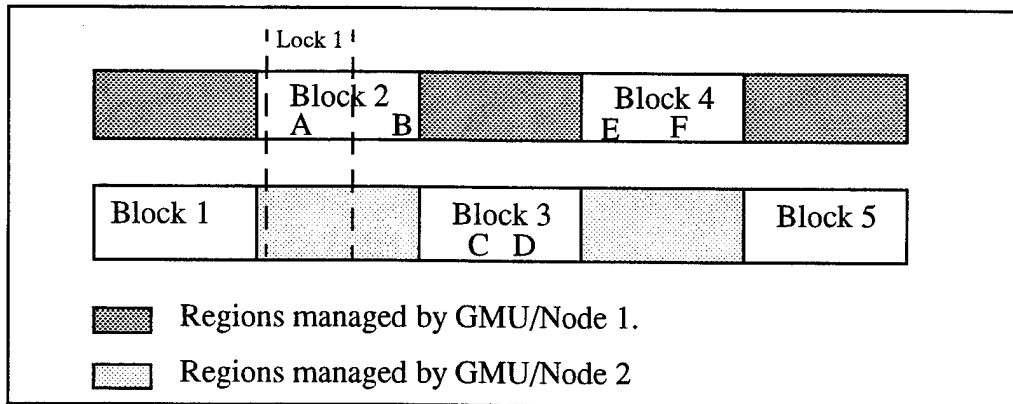 Lock 1
Block 2
Block 4
A
B
E
F
Block 1
Block 3
Block 5
C
D
Regions managed by GMU/Node 1.
Regions managed by GMU/Node 2